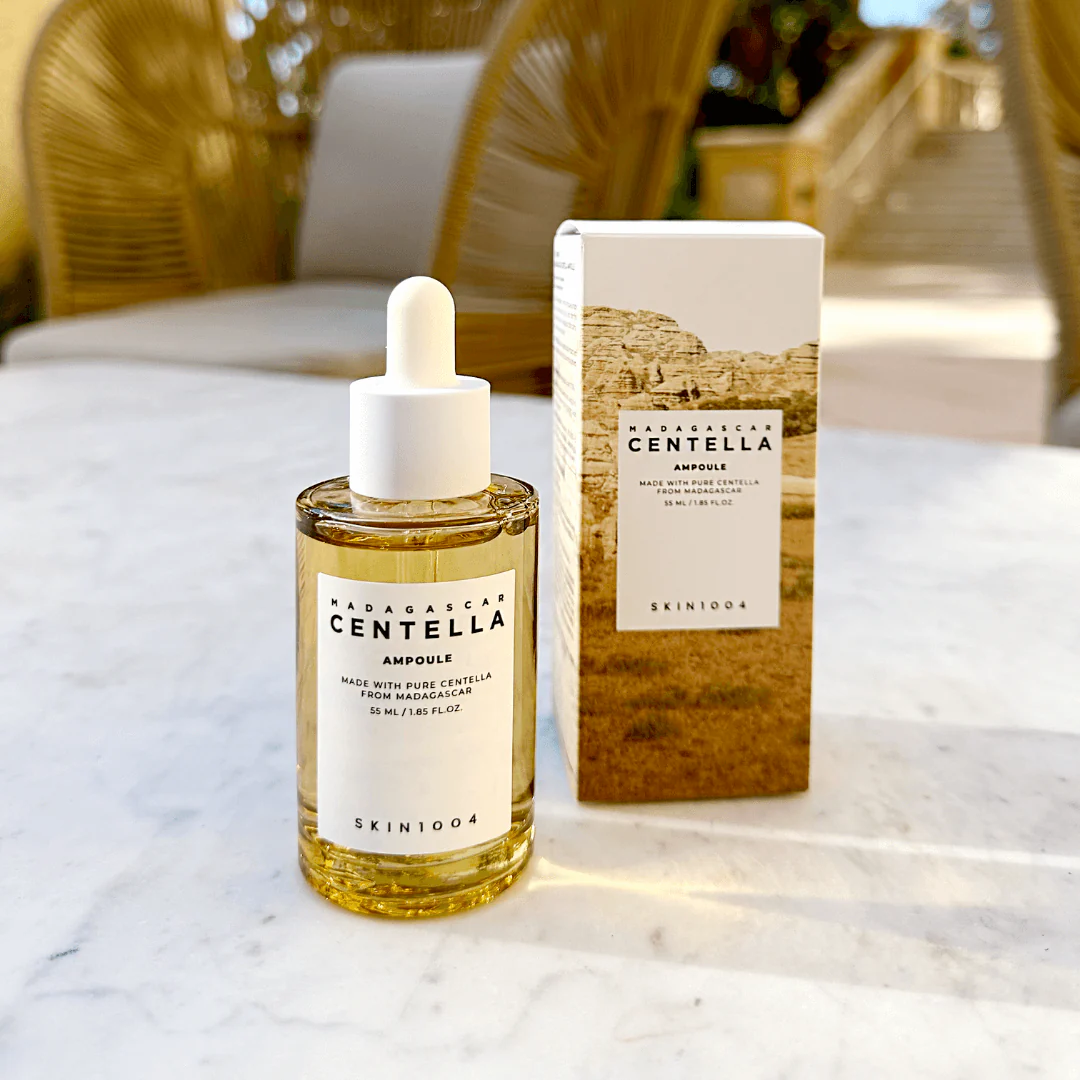 MADAGASCAR
CENTELLA
AMPOULE
MADE WITH PURE CENTELLA
FROM MADAGASCAR
55 ML / 1.85 FL.OZ.
SKIN1004
MADAGASCAR
CENTELLA
AMPOULE
MADE WITH PURE CENTELLA
FROM MADAGASCAR
55 ML / 1.85 FL.OZ.
SKIN1004